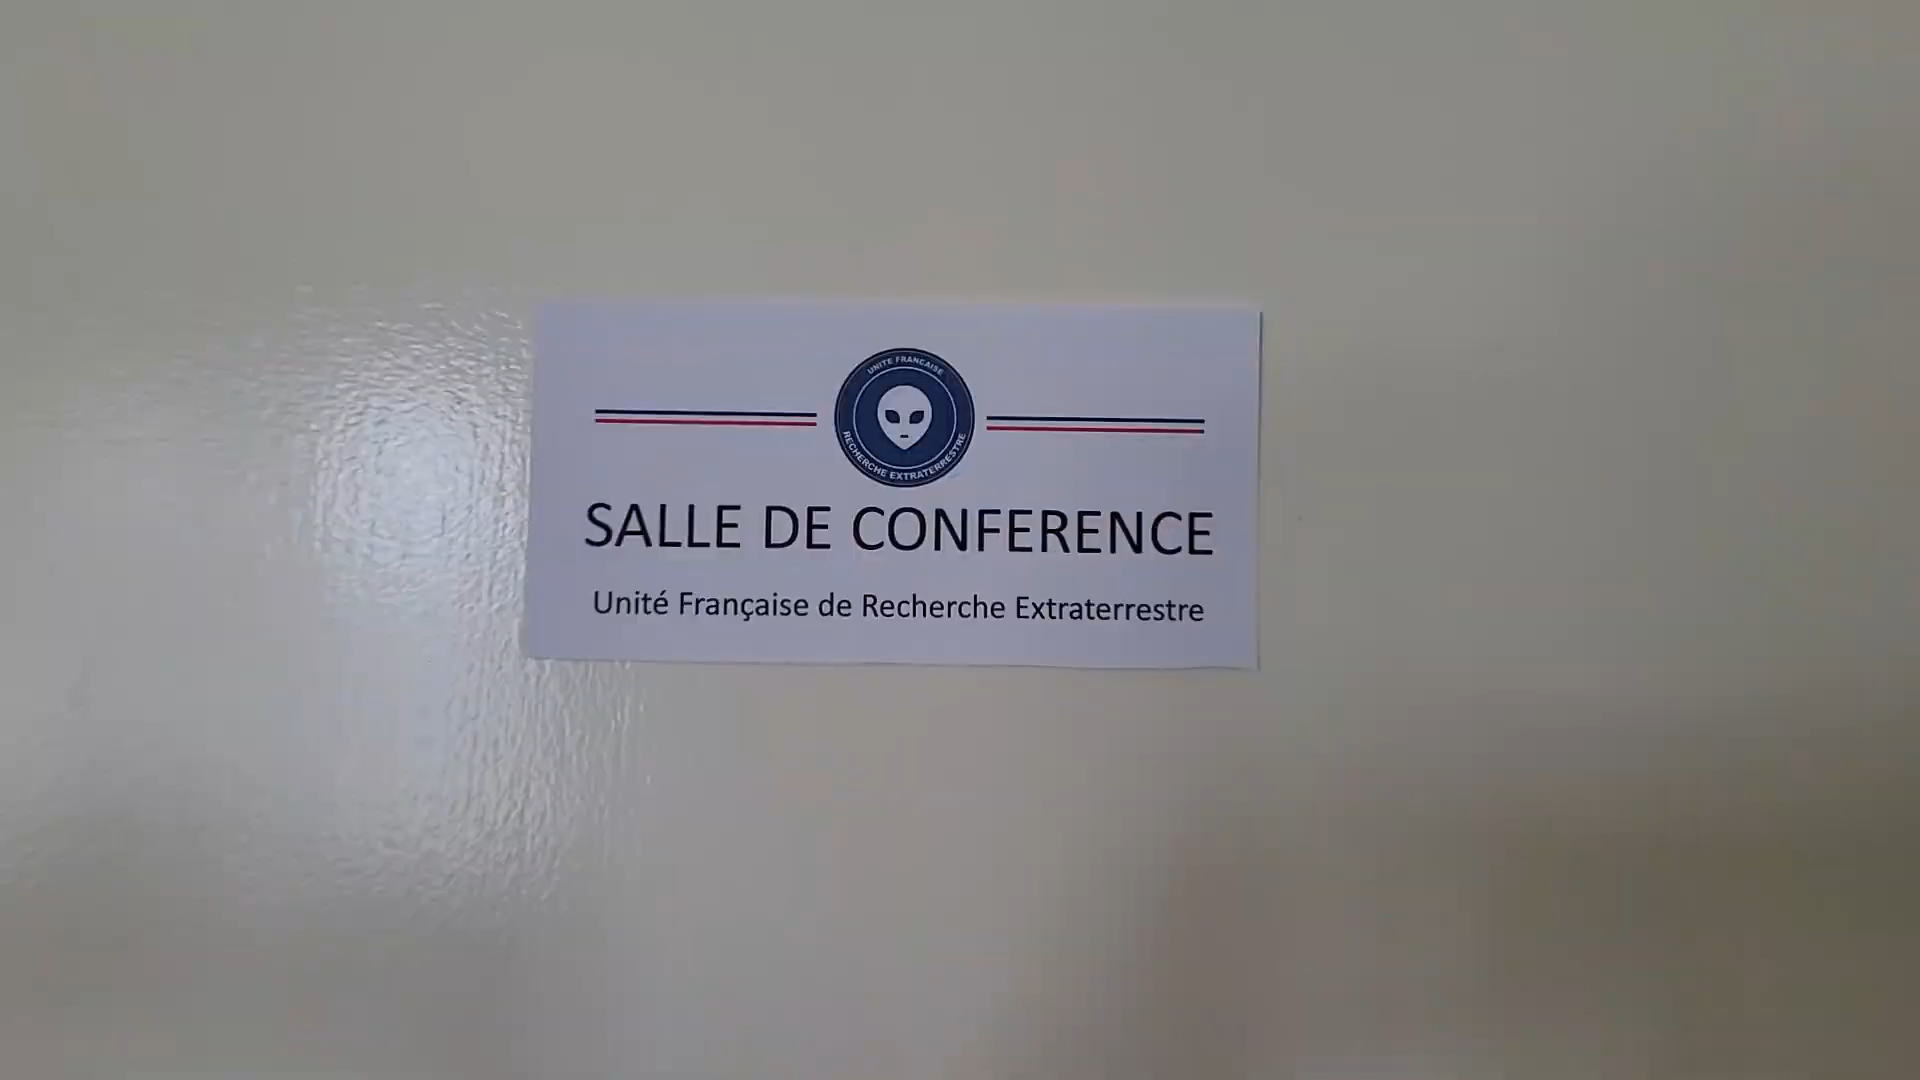 UNITE FRANCAISE
RECHERCHE EXTRATERRESTRE
SALLE DE CONFERENCE
Unité Française de Recherche Extraterrestre